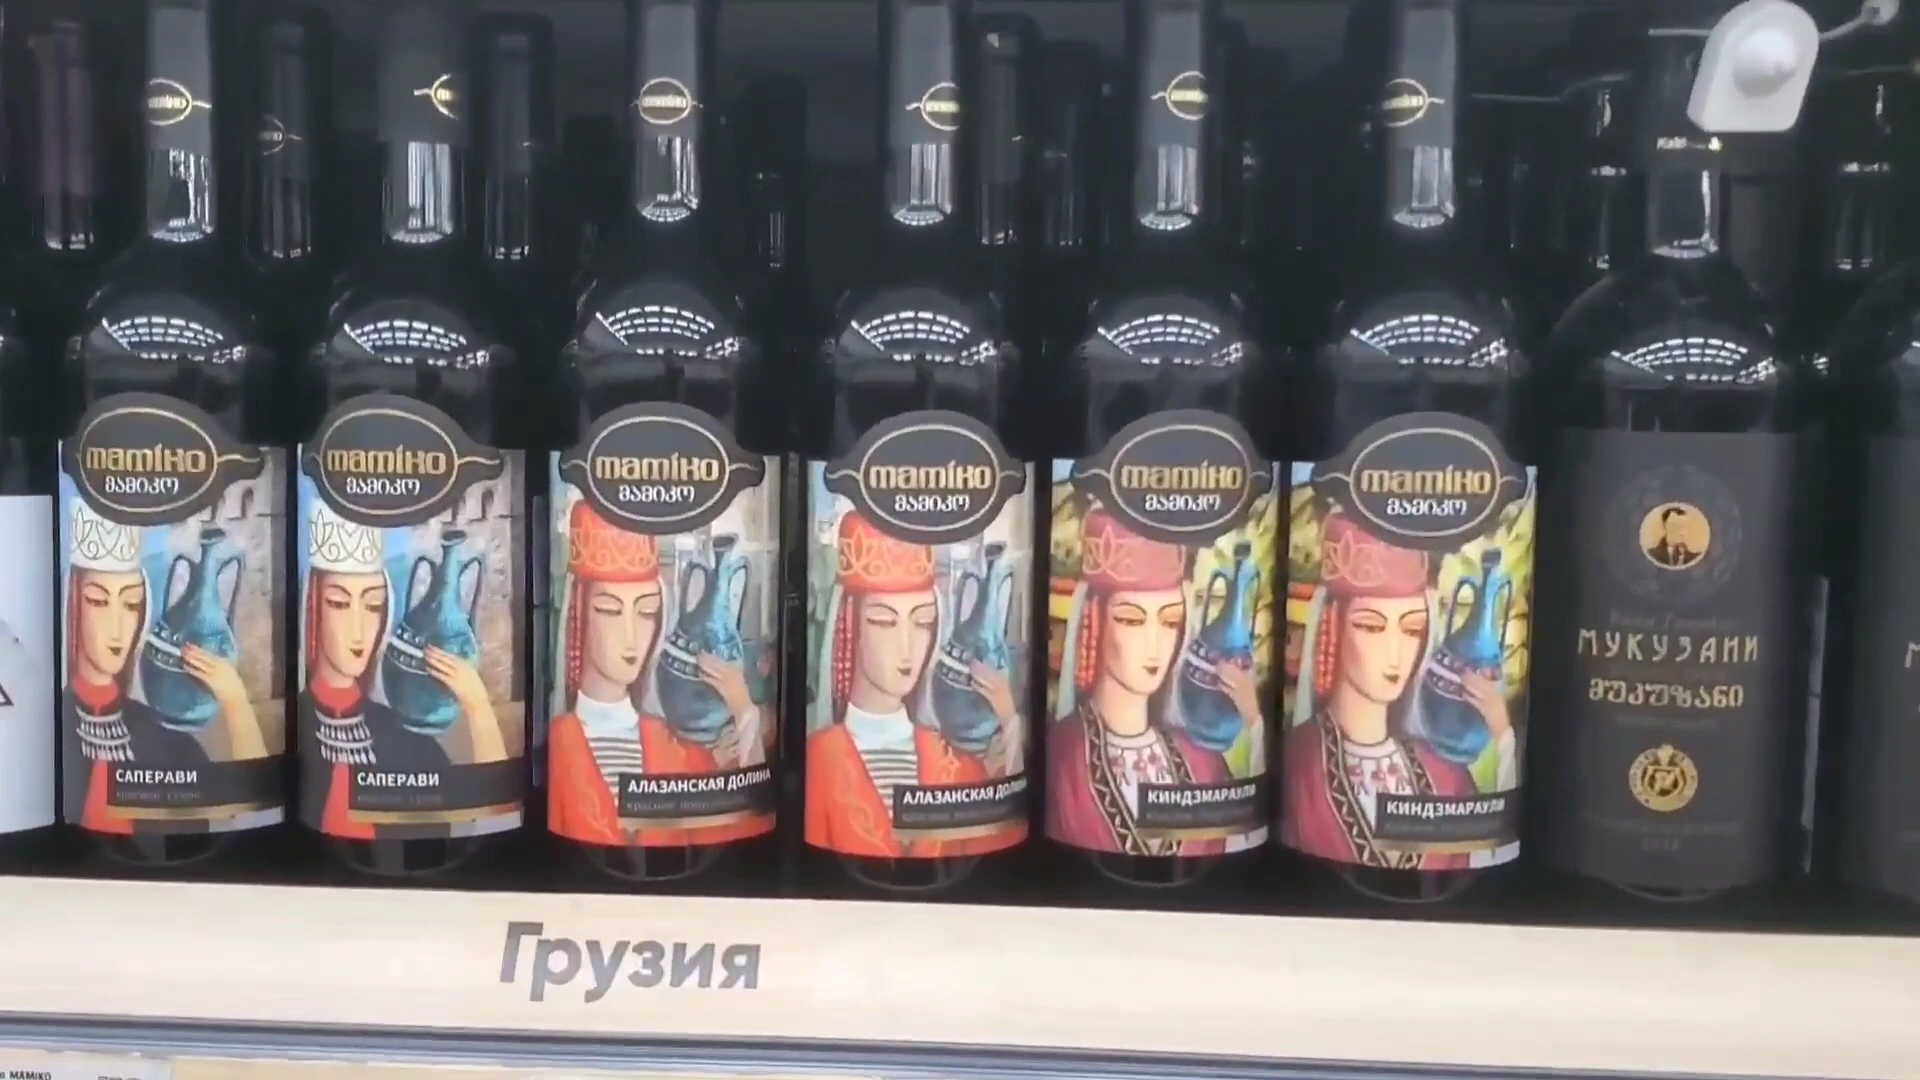 mamiko
მამიკო
САПЕРАВИ
mamiko
მამიკო
САПЕРАВИ
mamiko
მამიკო
АЛАЗАНСКАЯ ДОЛИНА
mamiko
მამიკო
АЛАЗАНСКАЯ ДОЛИНА
mamiko
მამიკო
КИНДЗМАРАУЛИ
mamiko
მამიკო
КИНДЗМАРАУЛИ
МУКУЗАНИ
მუკუზანი
Грузия
MAMIKO